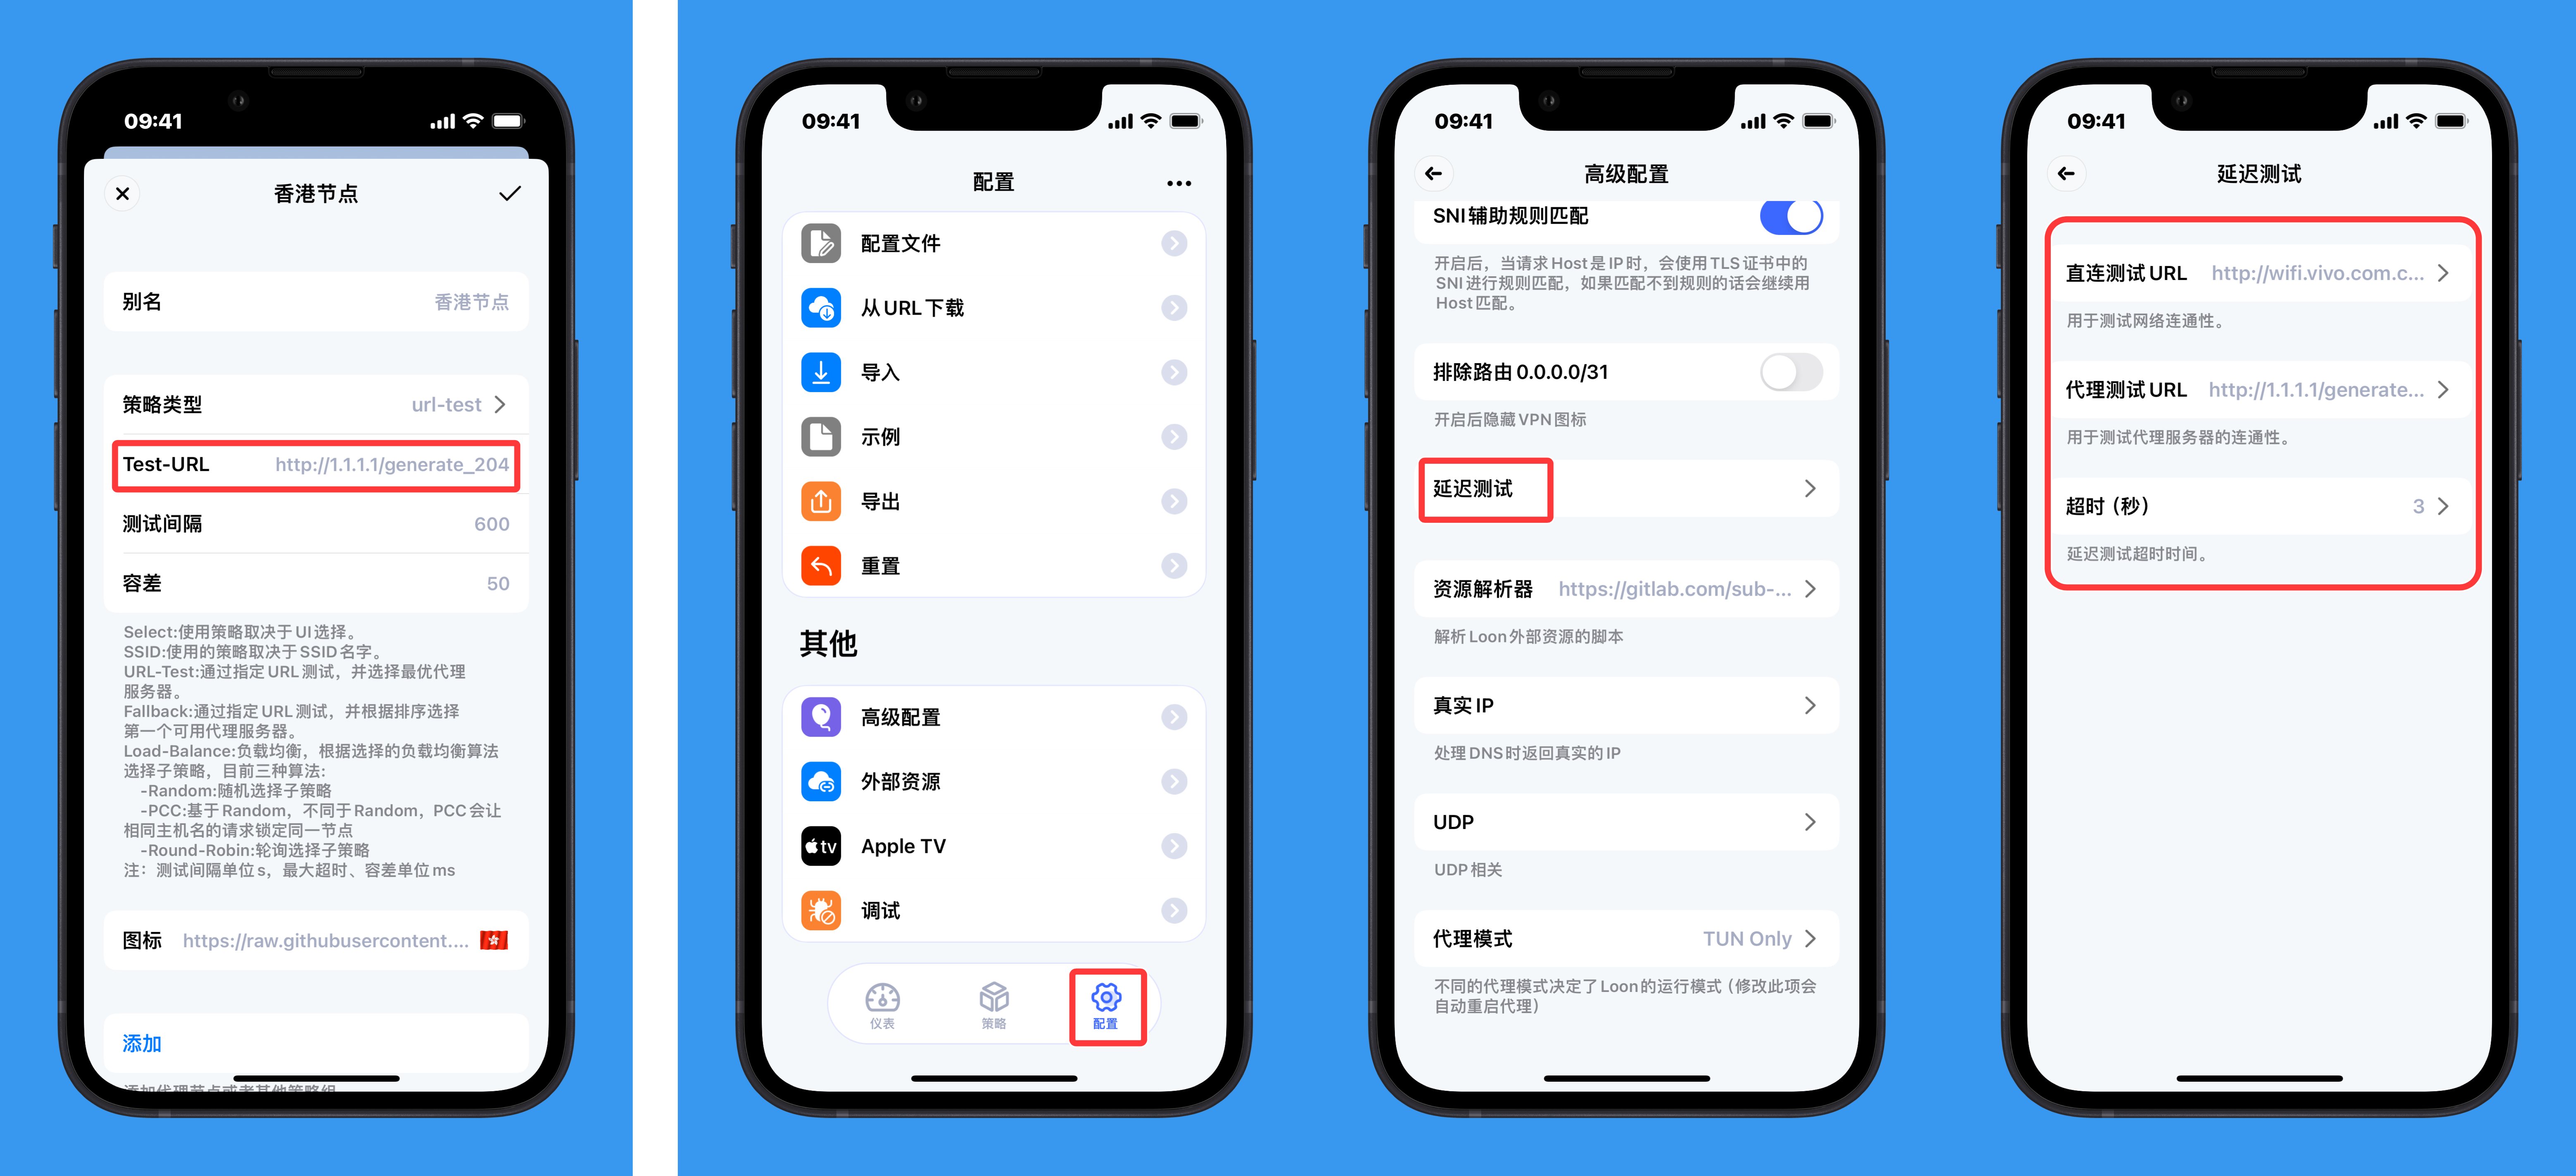 09:41
香港节点
别名
香港节点
策略类型
url-test
Test-URL
http://1.1.1.1/generate_204
测试间隔
600
容差
50
Select:使用策略取决于UI选择。
SSID:使用的策略取决于SSID名字。
URL-Test:通过指定URL测试，并选择最优代理
服务器。
Fallback:通过指定URL测试，并根据排序选择
第一个可用代理服务器。
Load-Balance:负载均衡，根据选择的负载均衡算法
选择子策略，目前三种算法:
-Random:随机选择子策略
-PCC:基于Random，不同于Random，PCC会让
相同主机名的请求锁定同一节点
-Round-Robin:轮询选择子策略
注：测试间隔单位s，最大超时、容差单位ms
图标
https://raw.githubusercontent....
添加
添加代理节点或者其他策略组
09:41
配置
配置文件
从URL下载
导入
示例
导出
重置
其他
高级配置
外部资源
tv
Apple TV
调试
仪表
策略
配置
09:41
高级配置
SNI辅助规则匹配
开启后，当请求Host是IP时，会使用TLS证书中的
SNI进行规则匹配，如果匹配不到规则的话会继续用
Host匹配。
排除路由0.0.0.0/31
开启后隐藏VPN图标
延迟测试
资源解析器
https://gitlab.com/sub-...
解析Loon外部资源的脚本
真实IP
处理DNS时返回真实的IP
UDP
UDP相关
代理模式
TUN Only
不同的代理模式决定了Loon的运行模式（修改此项会
自动重启代理）
09:41
延迟测试
直连测试URL
http://wifi.vivo.com.c...
用于测试网络连通性。
代理测试URL
http://1.1.1.1/generate...
用于测试代理服务器的连通性。
超时（秒）
3
延迟测试超时时间。